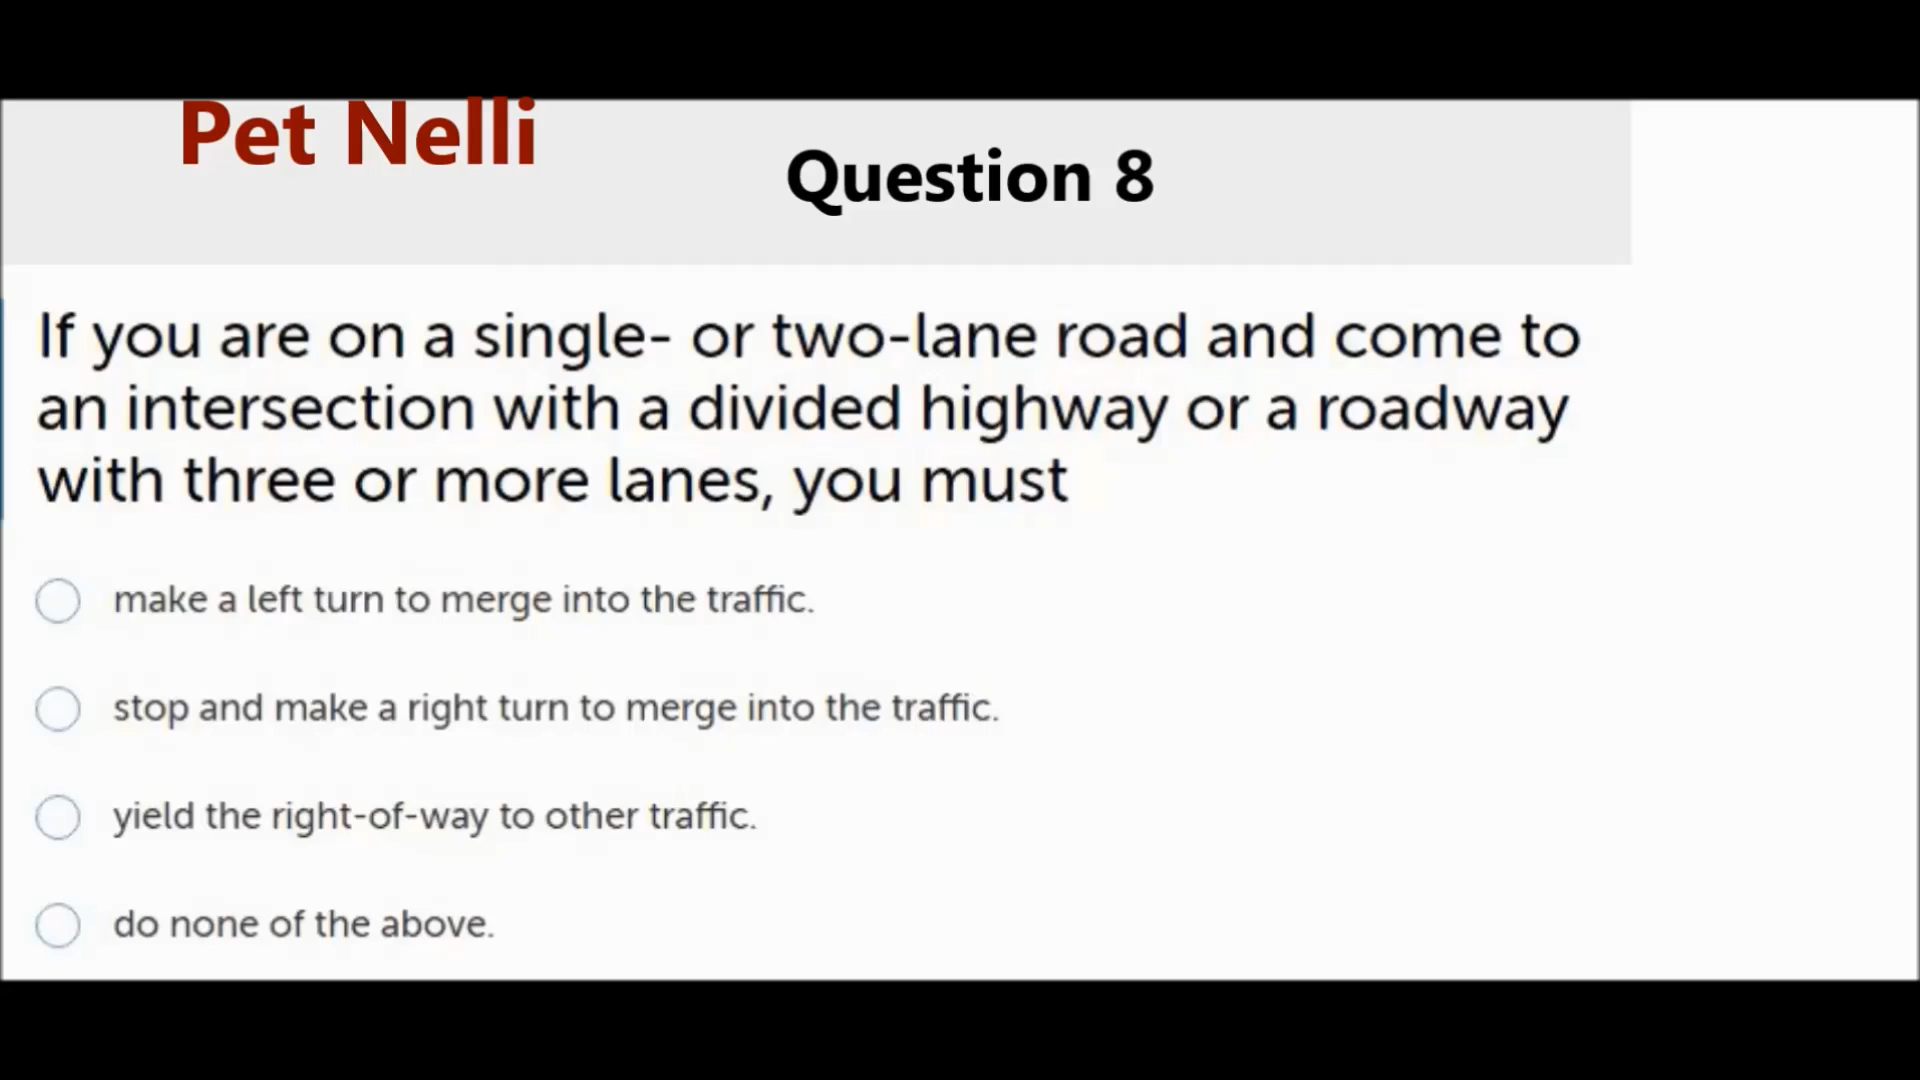 Pet Nelli
Question 8
If you are on a single- or two-lane road and come to
an intersection with a divided highway or a roadway
with three or more lanes, you must
make a left turn to merge into the traffic.
stop and make a right turn to merge into the traffic.
yield the right-of-way to other traffic.
do none of the above.